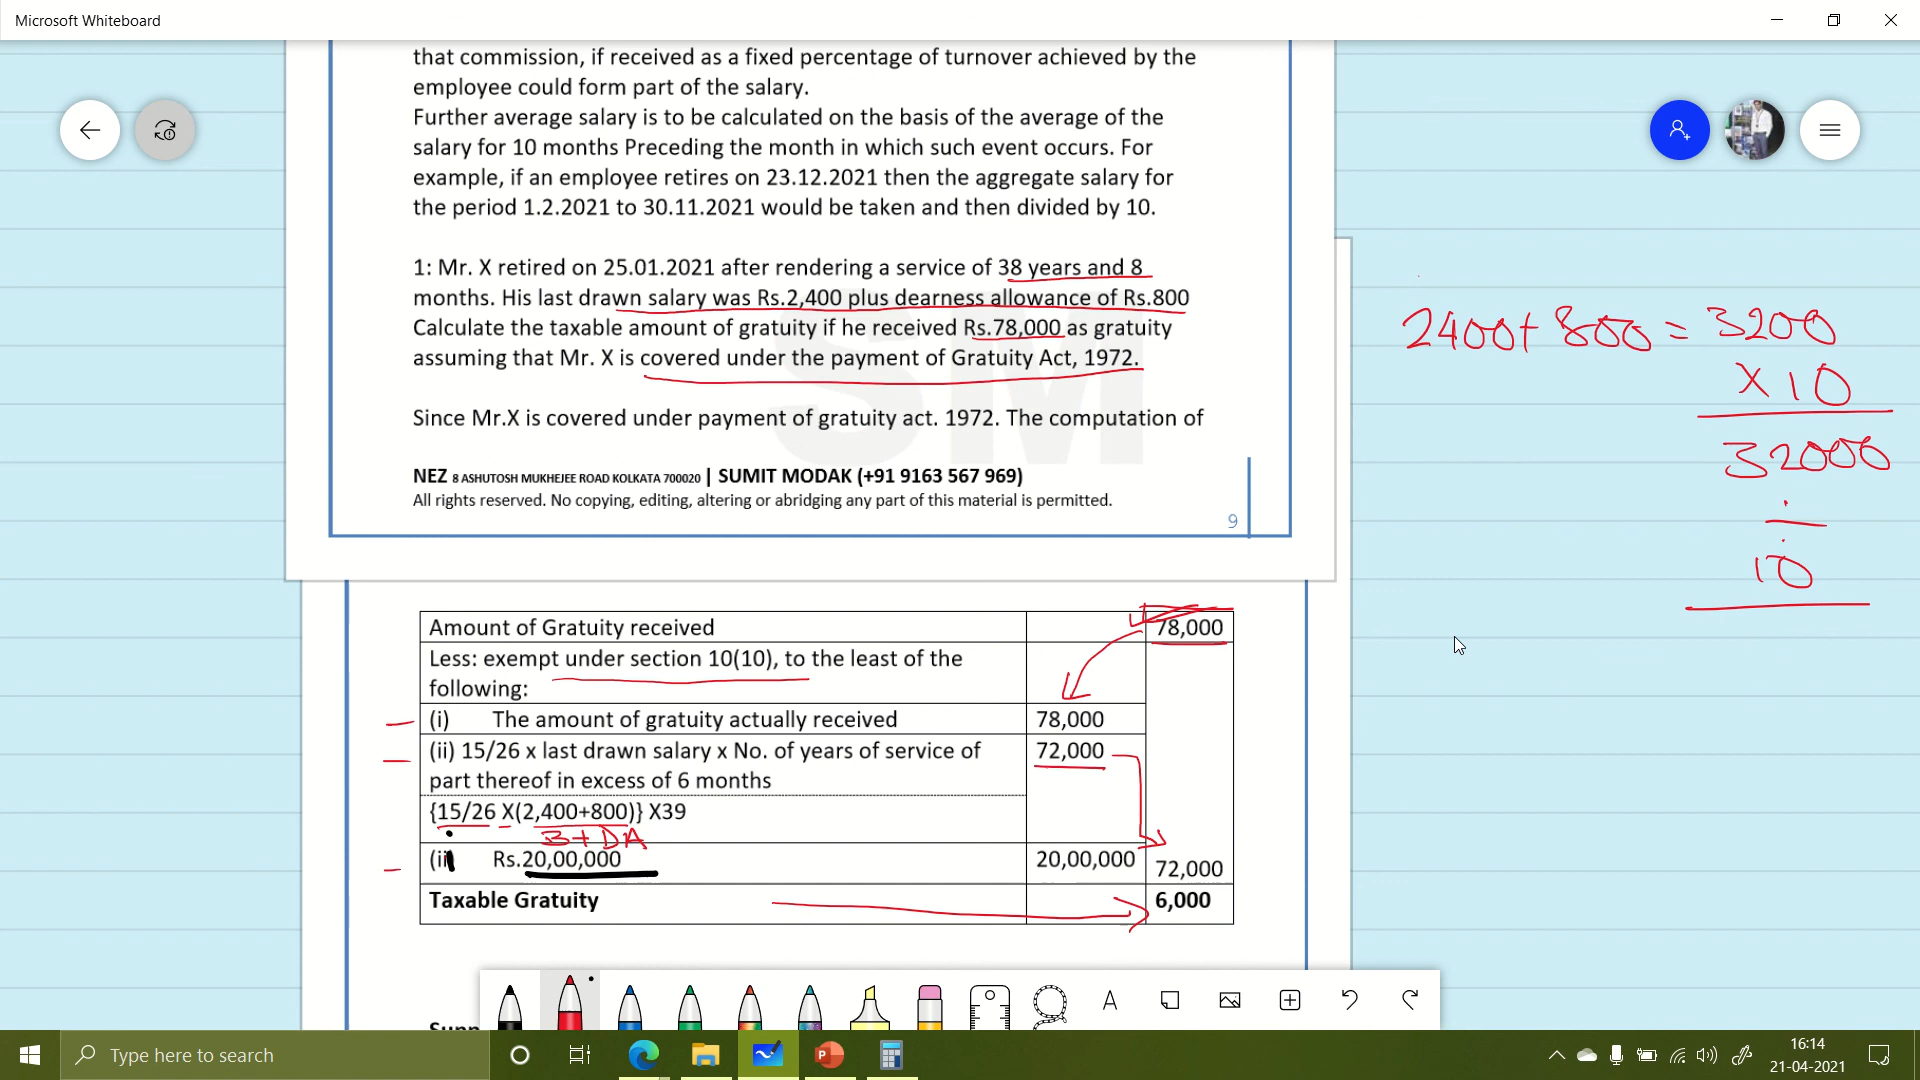 Microsoft Whiteboard
that commission, if received as a fixed percentage of turnover achieved by the
employee could form part of the salary.
Further average salary is to be calculated on the basis of the average of the
salary for 10 months Preceding the month in which such event occurs. For
example, if an employee retires on 23.12.2021 then the aggregate salary for
the period 1.2.2021 to 30.11.2021 would be taken and then divided by 10.
1: Mr. X retired on 25.01.2021 after rendering a service of 38 years and 8
months. His last drawn salary was Rs.2,400 plus dearness allowance of Rs.800
Calculate the taxable amount of gratuity if he received Rs.78,000 as gratuity
assuming that Mr. X is covered under the payment of Gratuity Act, 1972.
Since Mr.X is covered under payment of gratuity act. 1972. The computation of
SM
NEZ 8 ASHUTOSH MUKHEJEE ROAD KOLKATA 700020 | SUMIT MODAK (+91 9163 567 969)
All rights reserved. No copying, editing, altering or abridging any part of this material is permitted.
9
2400+ 800 = 3200
X 10
32000
÷
10
Amount of Gratuity received 78,000
Less: exempt under section 10(10), to the least of the
following:
(i) The amount of gratuity actually received 78,000
(ii) 15/26 x last drawn salary x No. of years of service of 72,000
part thereof in excess of 6 months
{15/26 X(2,400+800)} X39
B+DA
(ii Rs.20,00,000 20,00,000 72,000
Taxable Gratuity 6,000
Type here to search
16:14
21-04-2021